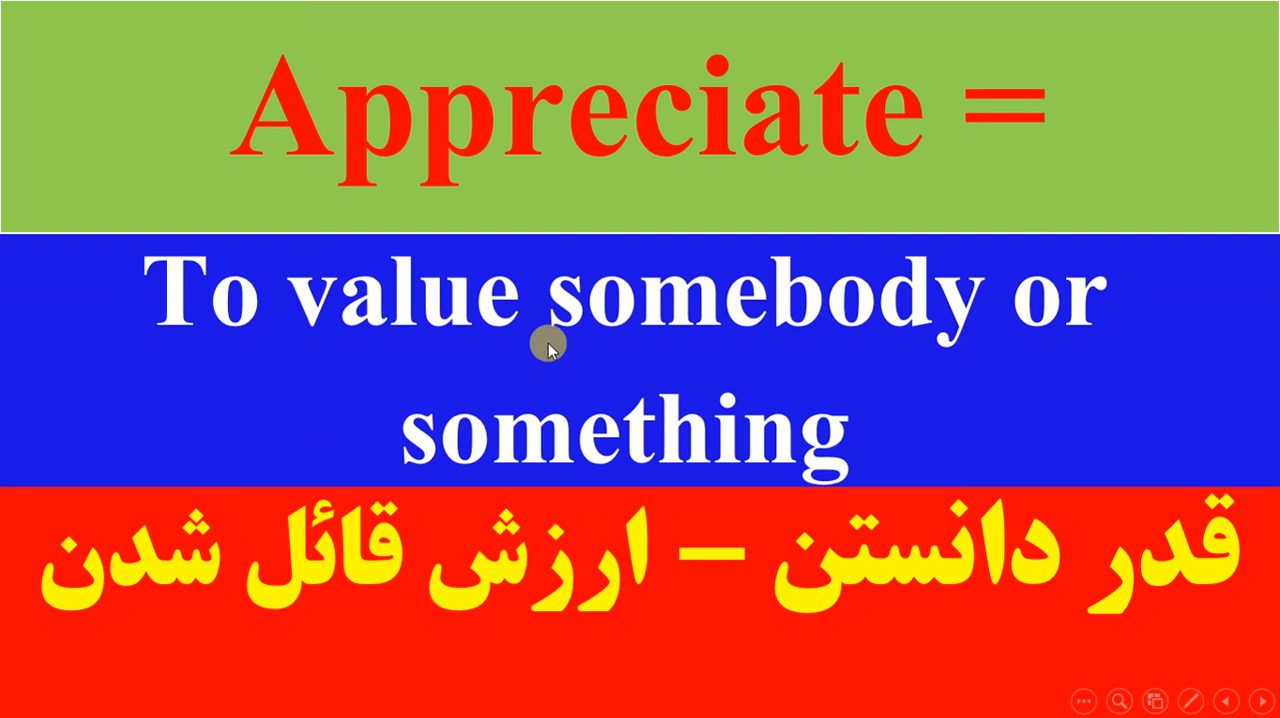 Appreciate =
To value somebody or
something
قدر دانستن – ارزش قائل شدن